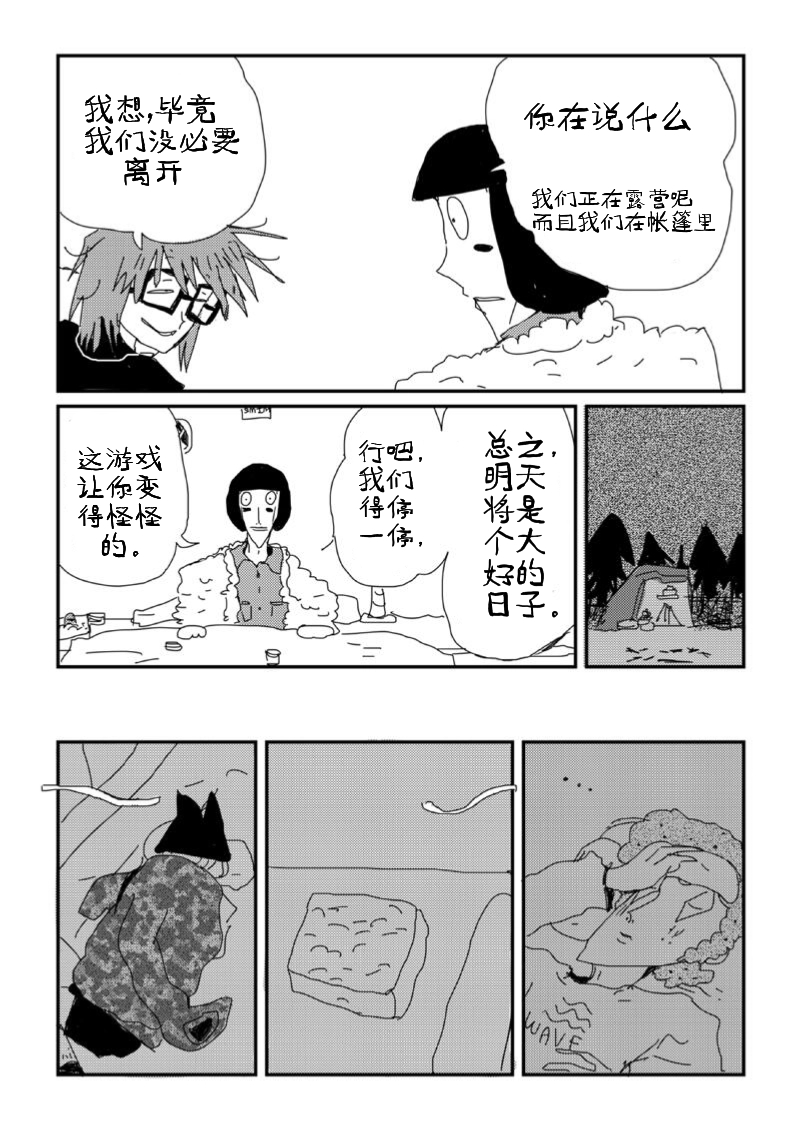 我想,毕竟
我们没必要
离开
你在说什么
我们正在露营呢
而且我们在帐篷里
这游戏
让你变
得怪怪
的。
行吧,
我们
得停
一停,
总之,
明天
将是
个大
好的
日子。
WAVE